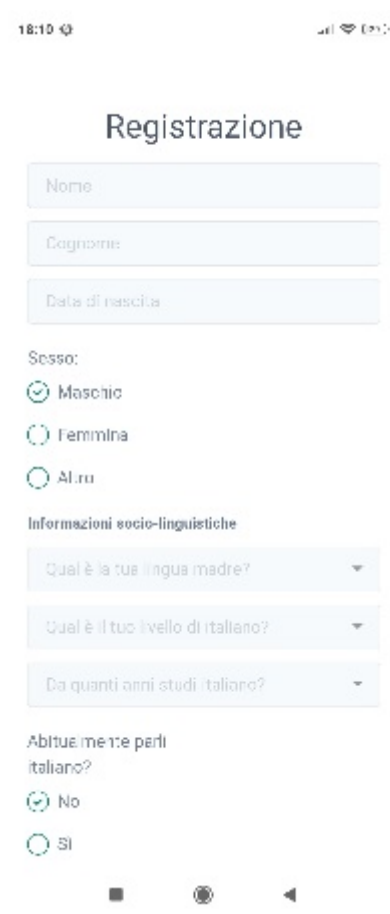 18:10
Registrazione
Nome
Cognome
Data di nascita
Sesso:
Maschio
Femmina
Altro
Informazioni socio-linguistiche
Qual è la tua lingua madre?
Qual è il tuo livello di italiano?
Da quanti anni studi italiano?
Abitualmente parli
italiano?
No
Sì